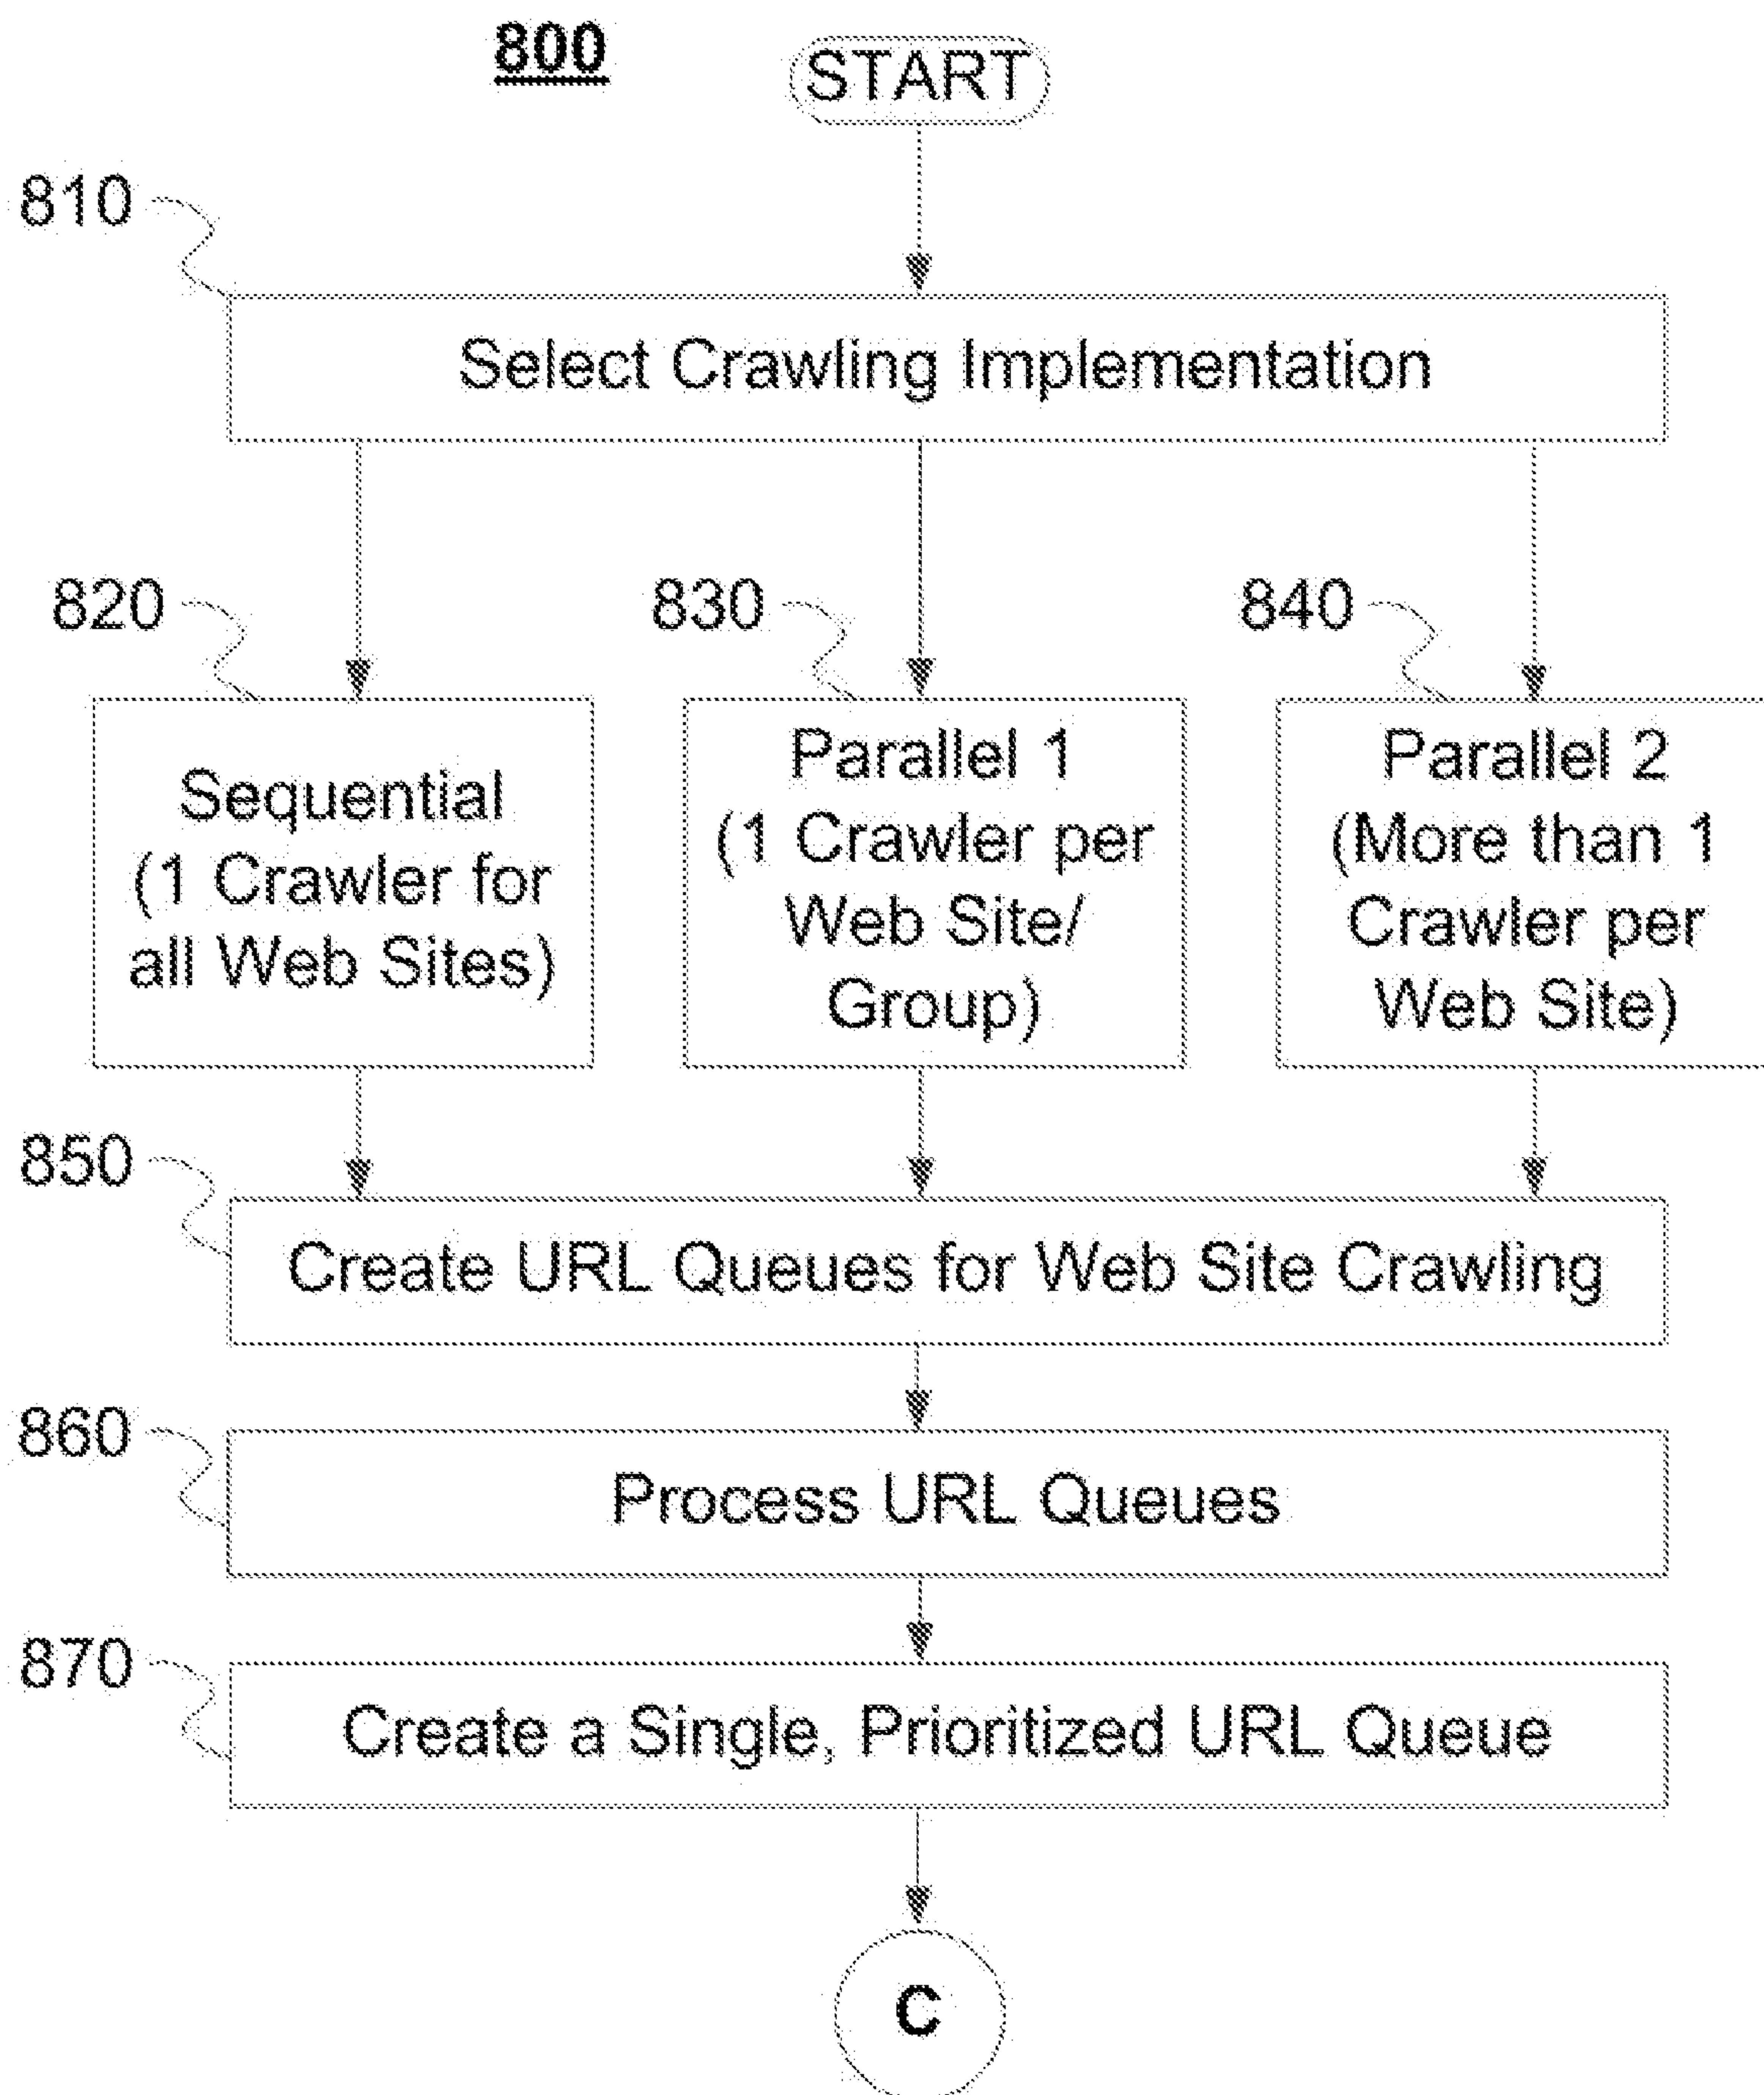 800
START
810
Select Crawling Implementation
820
830
840
Sequential
(1 Crawler for
all Web Sites)
Parallel 1
(1 Crawler per
Web Site/
Group)
Parallel 2
(More than 1
Crawler per
Web Site)
850
Create URL Queues for Web Site Crawling
860
Process URL Queues
870
Create a Single, Prioritized URL Queue
C